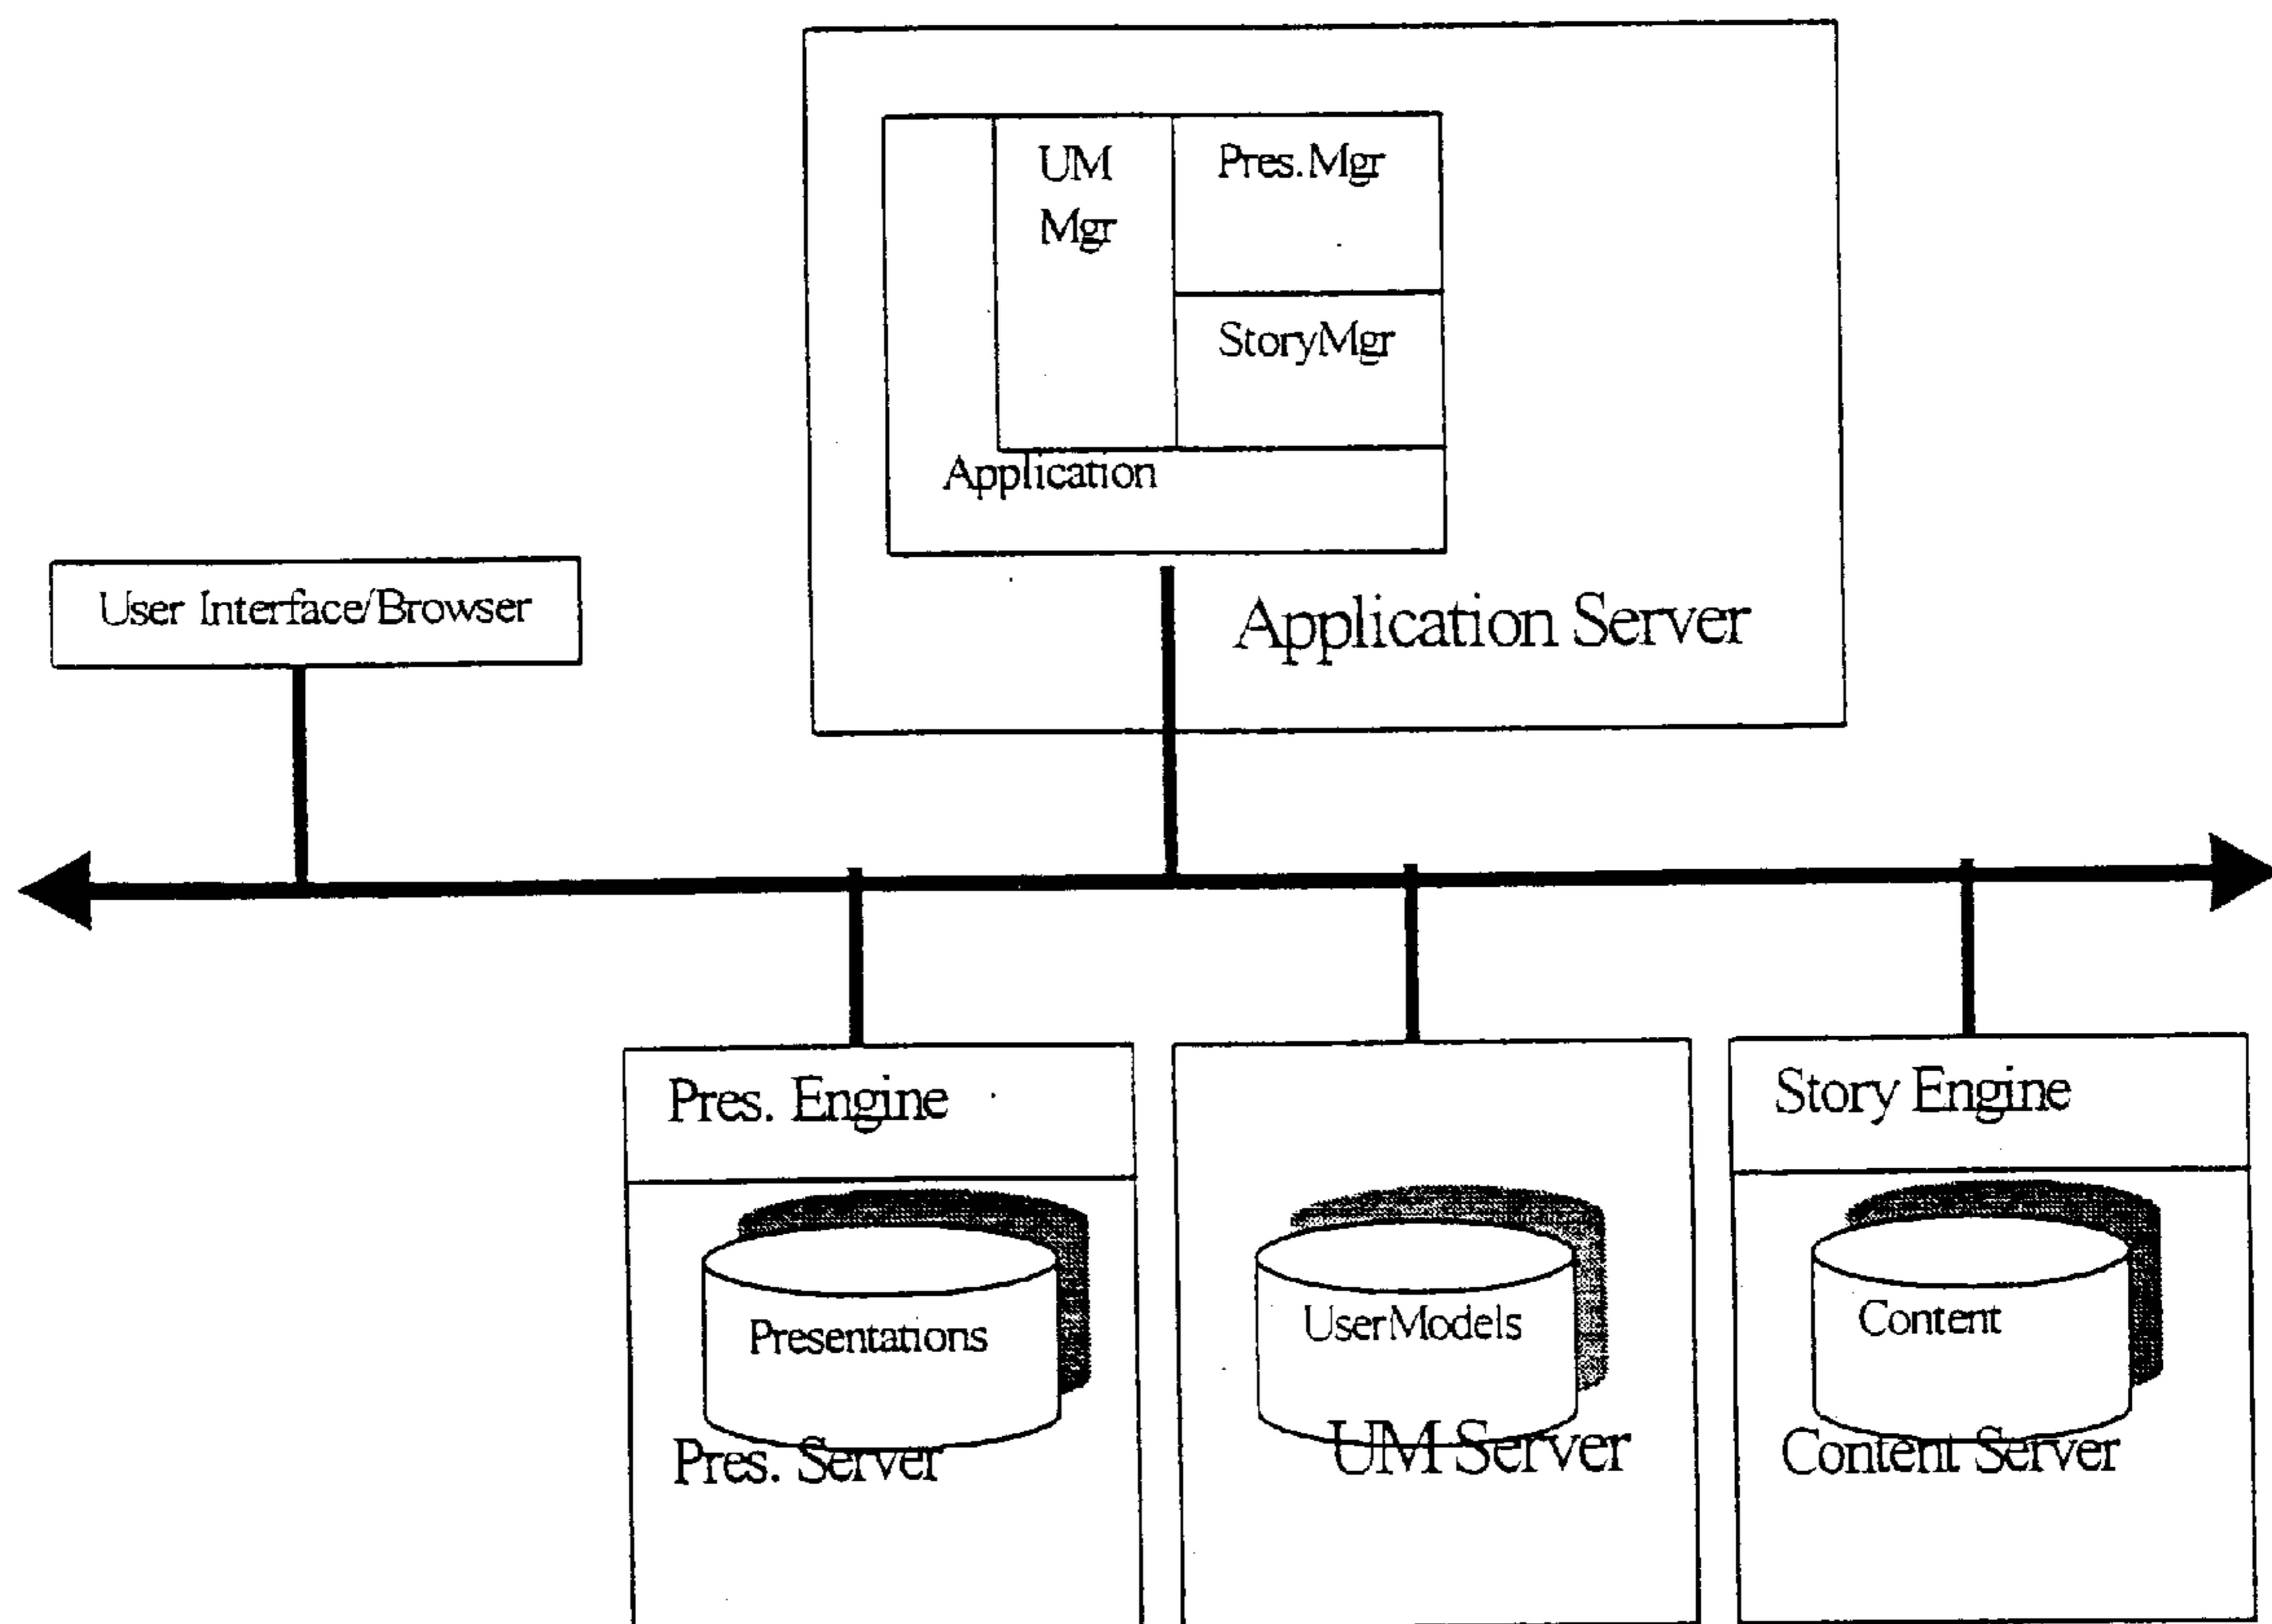 UM
Mgr
Pres.Mgr
StoryMgr
Application
Application Server
User Interface/Browser
Pres. Engine
Presentations
Pres. Server
UserModels
UM Server
Story Engine
Content
Content Server